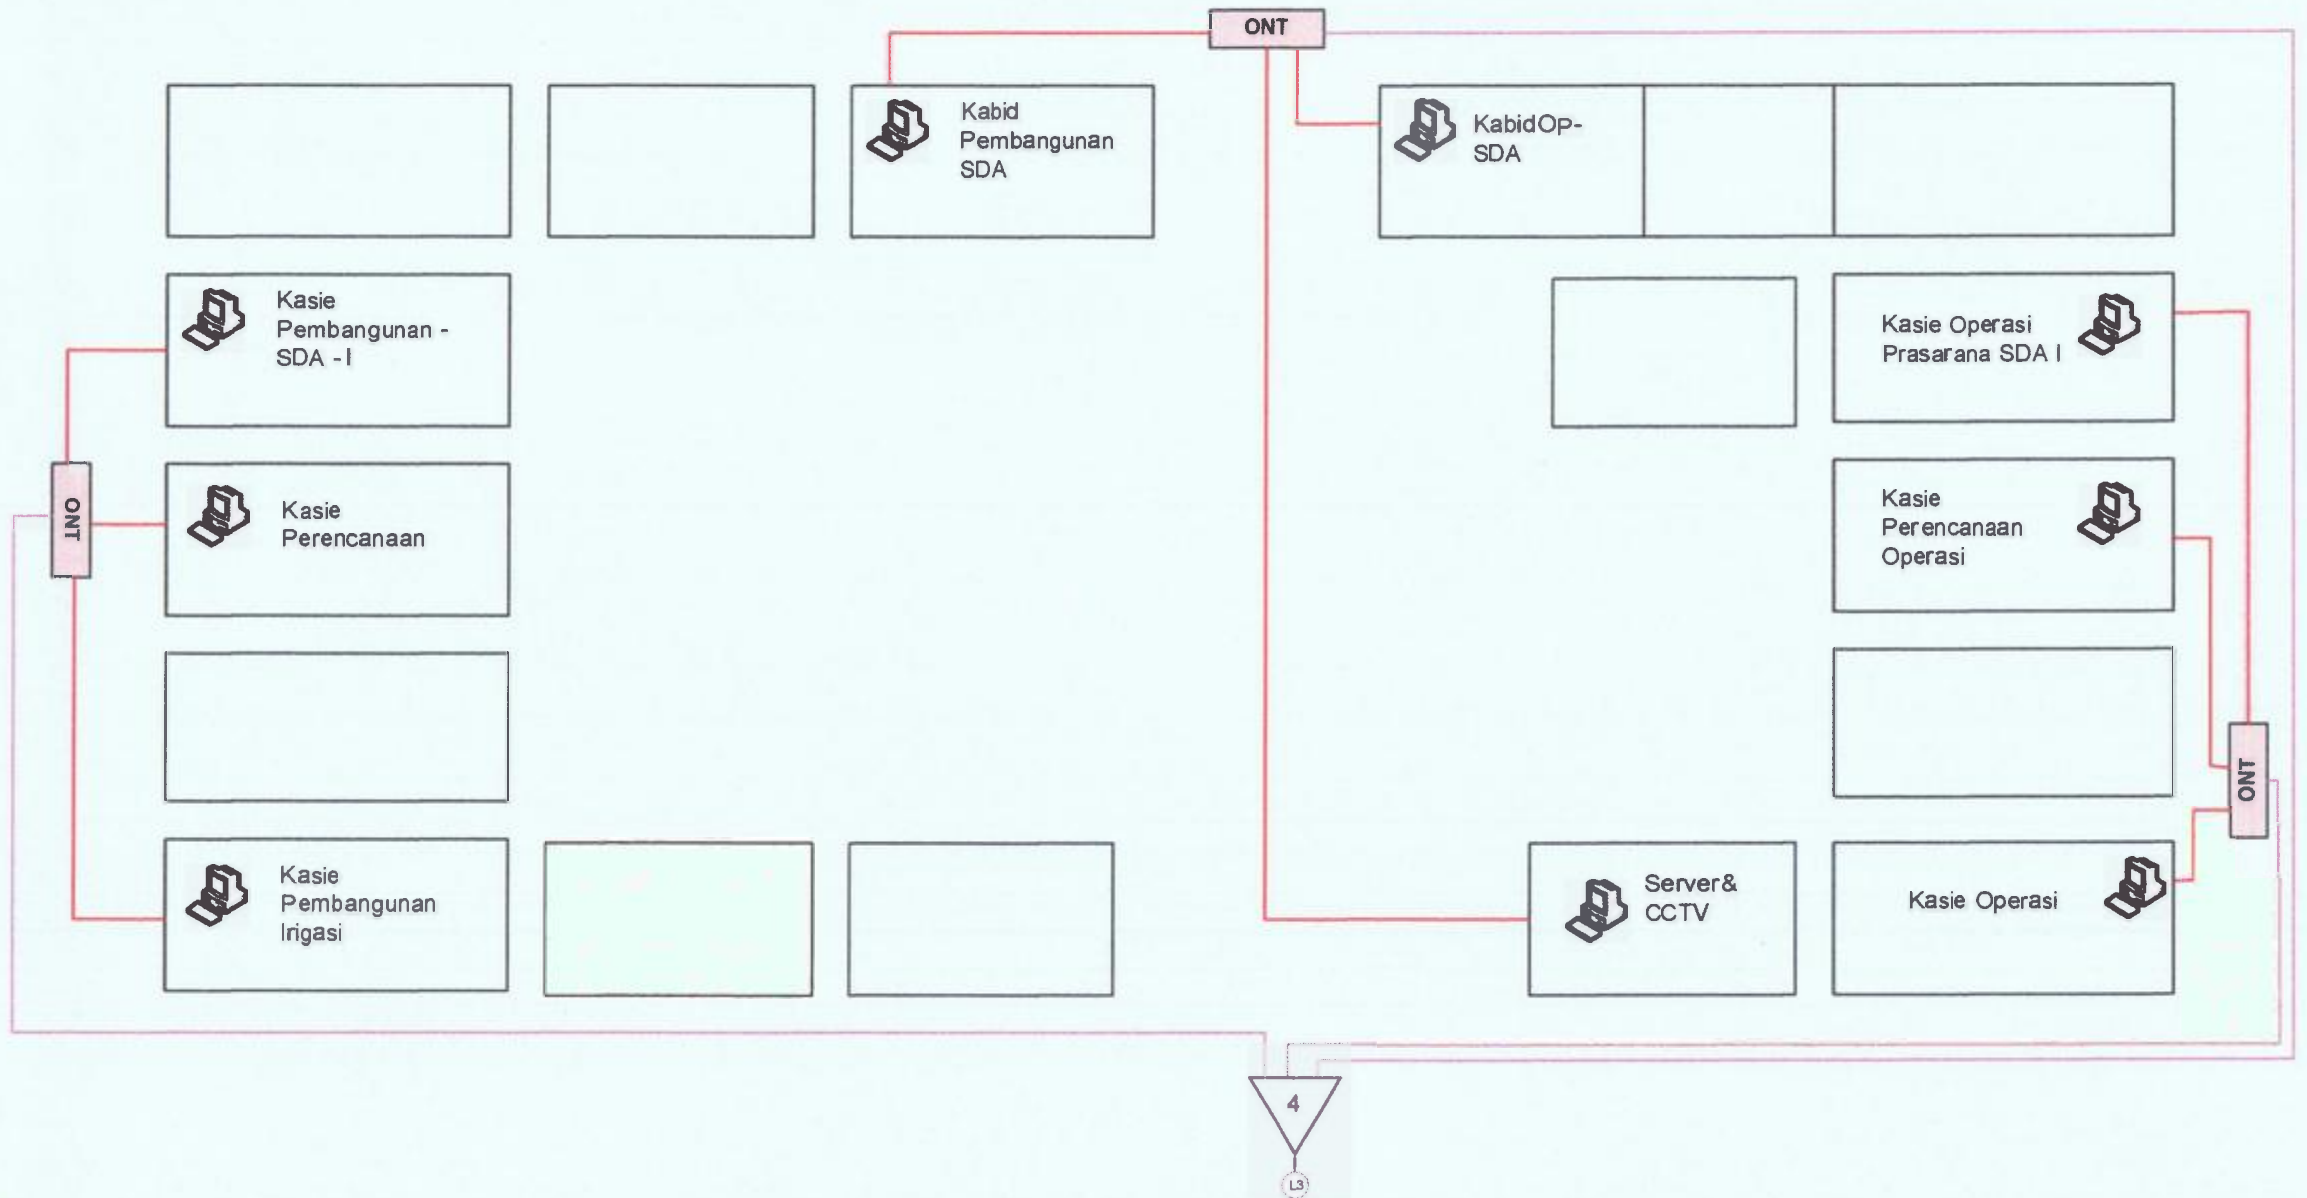 ONT
Kabid
Pembangunan
SDA
KabidOp-
SDA
Kasie
Pembangunan -
SDA - I
Kasie Operasi
Prasarana SDA I
ONT
Kasie
Perencanaan
Kasie
Perencanaan
Operasi
ONT
Kasie
Pembangunan
Irigasi
Server&
CCTV
Kasie Operasi
4
L3